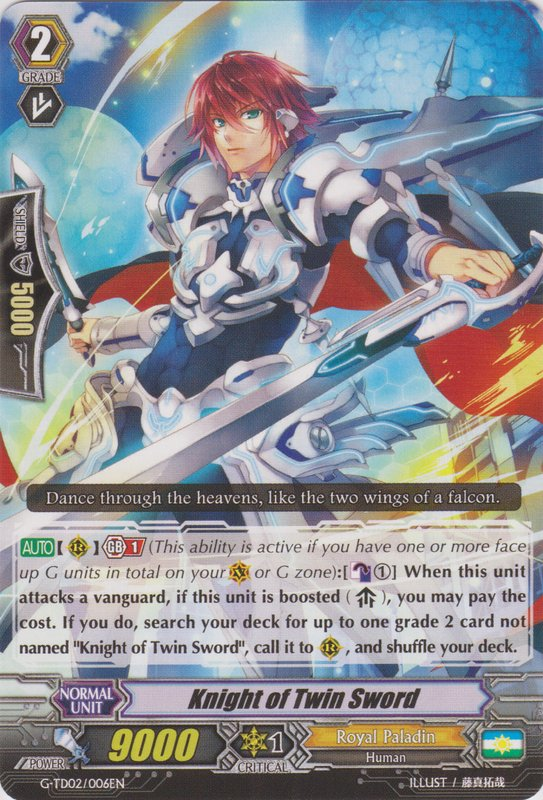 2
GRADE
SHIELD
5000
Dance through the heavens, like the two wings of a falcon.
AUTO【 R 】 GB 1 (This ability is active if you have one or more face
up G units in total on your V or G zone):[①] When this unit
attacks a vanguard, if this unit is boosted ( ), you may pay the
cost. If you do, search your deck for up to one grade 2 card not
named "Knight of Twin Sword", call it to R , and shuffle your deck.
NORMAL
UNIT
Knight of Twin Sword
POWER
9000
1
CRITICAL
Royal Paladin
Human
G-TD02/006EN
ILLUST / 藤真拓哉